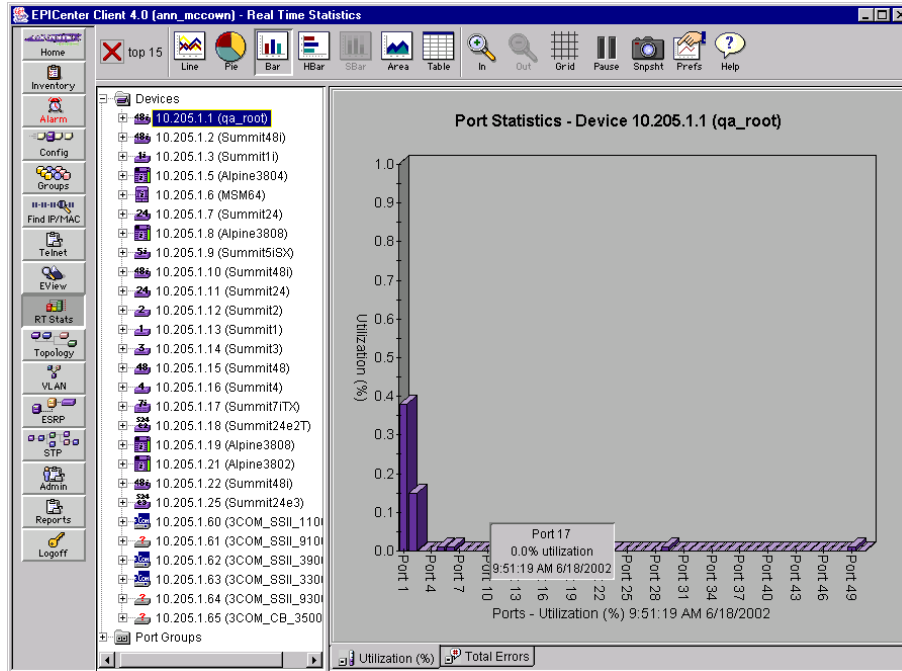 EPICenter Client 4.0 (ann_mccown) - Real Time Statistics
Home
Inventory
Alarm
Config
Groups
Find IP/MAC
Telnet
EView
RT Stats
Topology
VLAN
ESRP
STP
Admin
Reports
Logoff
top 15
Line
Pie
Bar
HBar
SBar
Area
Table
In
Out
Grid
Pause
Snpsht
Prefs
Help
Devices
10.205.1.1 (qa_root)
10.205.1.2 (Summit48i)
10.205.1.3 (Summit1i)
10.205.1.5 (Alpine3804)
10.205.1.6 (MSM64)
10.205.1.7 (Summit24)
10.205.1.8 (Alpine3808)
10.205.1.9 (Summit5iSX)
10.205.1.10 (Summit48i)
10.205.1.11 (Summit24)
10.205.1.12 (Summit2)
10.205.1.13 (Summit1)
10.205.1.14 (Summit3)
10.205.1.15 (Summit48)
10.205.1.16 (Summit4)
10.205.1.17 (Summit7iTX)
10.205.1.18 (Summit24e2T)
10.205.1.19 (Alpine3808)
10.205.1.21 (Alpine3802)
10.205.1.22 (Summit48i)
10.205.1.25 (Summit24e3)
10.205.1.60 (3COM_SSII_110
10.205.1.61 (3COM_SSII_910
10.205.1.62 (3COM_SSII_390
10.205.1.63 (3COM_SSII_330
10.205.1.64 (3COM_SSII_930
10.205.1.65 (3COM_CB_3500
Port Groups
Port Statistics - Device 10.205.1.1 (qa_root)
Utilization (%)
1.0
0.9
0.8
0.7
0.6
0.5
0.4
0.3
0.2
0.1
0.0
Port 17
0.0% utilization
9:51:19 AM 6/18/2002
Port 1
Port 4
Port 7
Port 10
Port 13
Port 16
Port 19
Port 22
Port 25
Port 28
Port 31
Port 34
Port 37
Port 40
Port 43
Port 46
Port 49
Ports - Utilization (%) 9:51:19 AM 6/18/2002
Utilization (%)
Total Errors